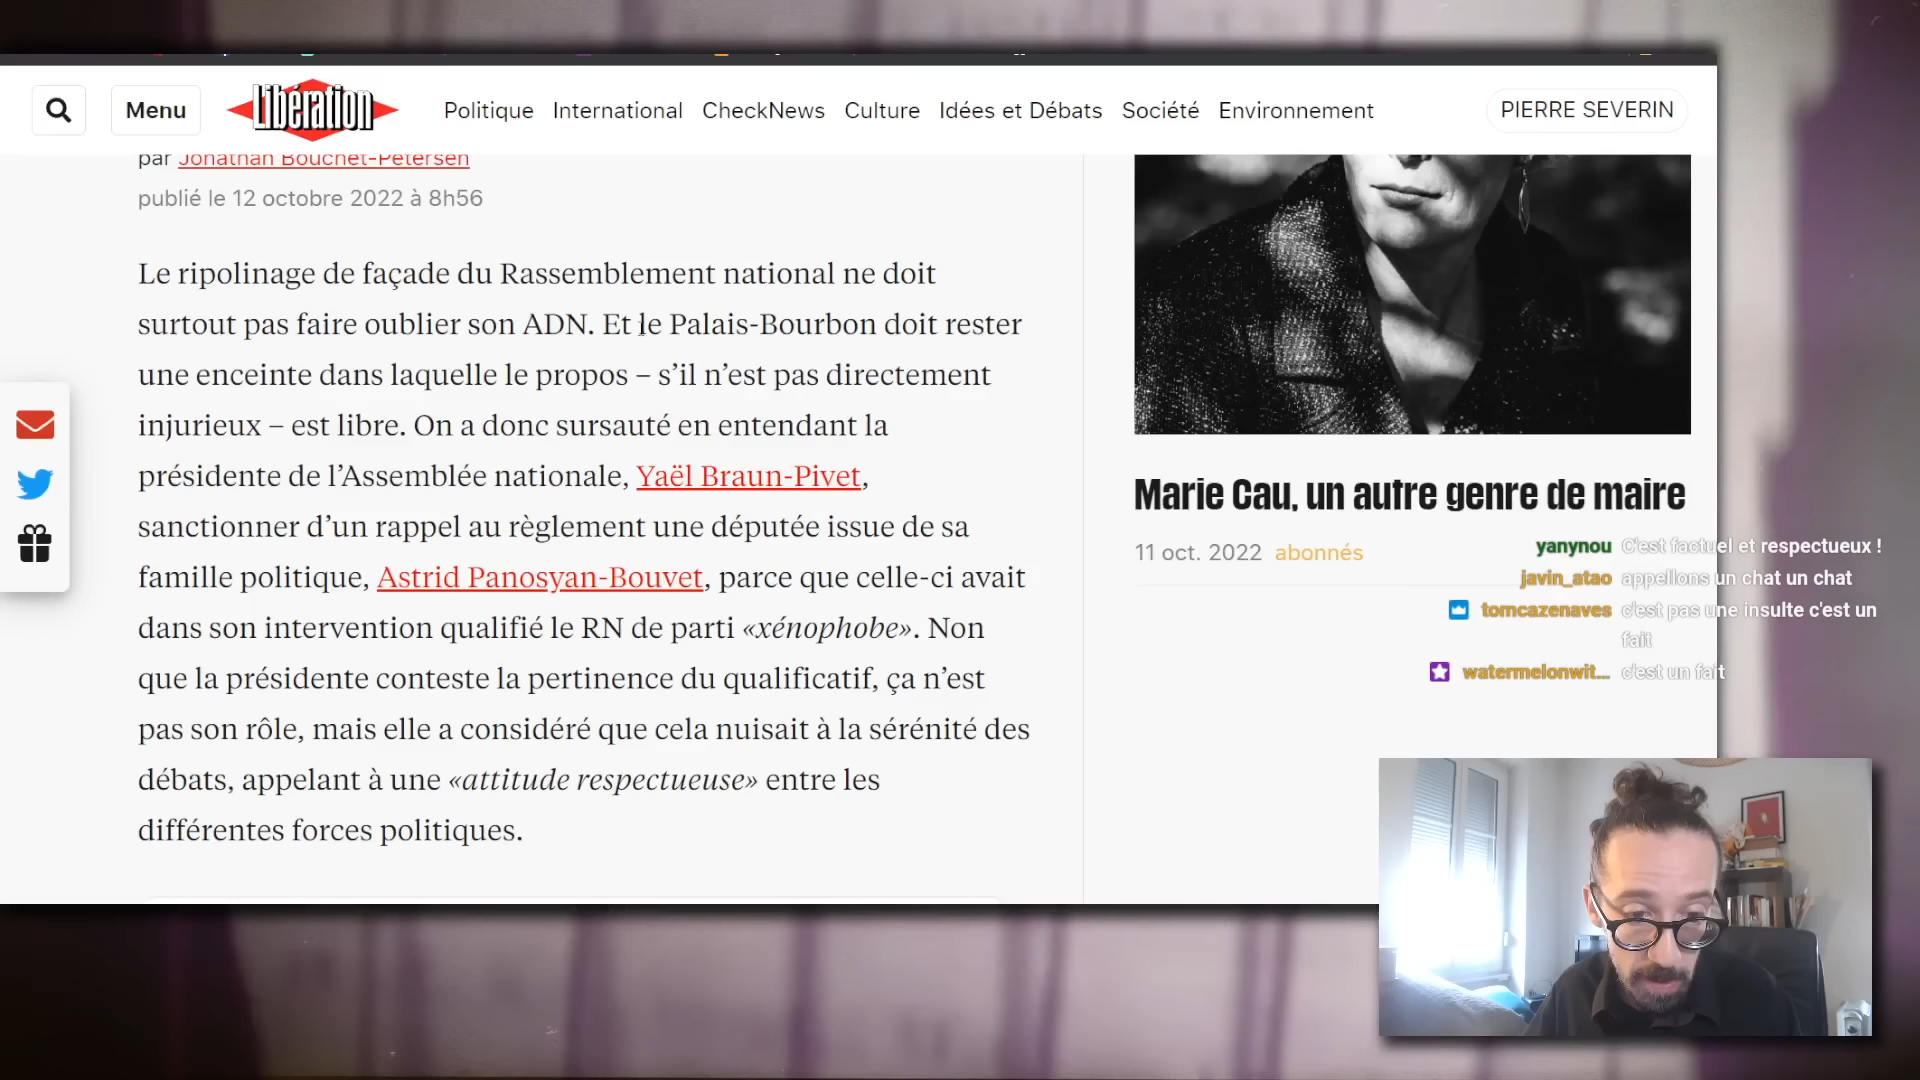 Menu
Libération
Politique International CheckNews Culture Idées et Débats Société Environnement
PIERRE SEVERIN
par Jonathan Bouchet-Petersen
publié le 12 octobre 2022 à 8h56
Le ripolinage de façade du Rassemblement national ne doit
surtout pas faire oublier son ADN. Et le Palais-Bourbon doit rester
une enceinte dans laquelle le propos – s’il n’est pas directement
injurieux – est libre. On a donc sursauté en entendant la
présidente de l’Assemblée nationale, Yaël Braun-Pivet,
sanctionner d’un rappel au règlement une députée issue de sa
famille politique, Astrid Panosyan-Bouvet, parce que celle-ci avait
dans son intervention qualifié le RN de parti «xénophobe». Non
que la présidente conteste la pertinence du qualificatif, ça n’est
pas son rôle, mais elle a considéré que cela nuisait à la sérénité des
débats, appelant à une «attitude respectueuse» entre les
différentes forces politiques.
Marie Cau, un autre genre de maire
11 oct. 2022 abonnés
yanynou C'est factuel et respectueux !
javin_atao appellons un chat un chat
tomcazenaves c'est pas une insulte c'est un
fait
watermelonwit... c'est un fait